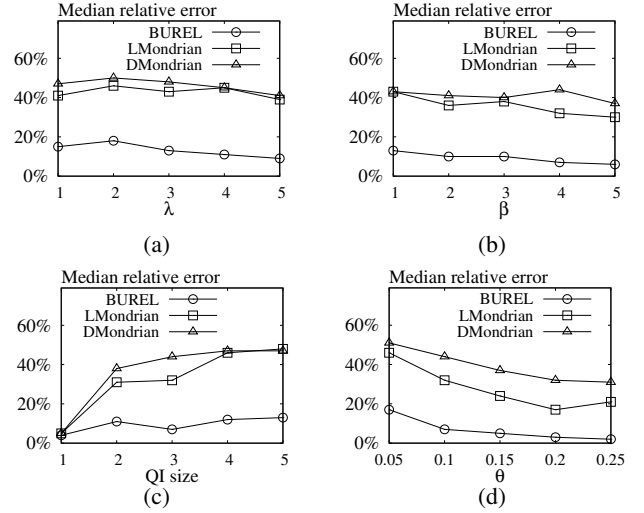 Median relative error
BUREL
LMondrian
DMondrian
60%
40%
20%
0%
1 2 3 4 5
λ
(a)
Median relative error
BUREL
LMondrian
DMondrian
60%
40%
20%
0%
1 2 3 4 5
β
(b)
Median relative error
BUREL
LMondrian
DMondrian
60%
40%
20%
0%
1 2 3 4 5
QI size
(c)
Median relative error
BUREL
LMondrian
DMondrian
60%
40%
20%
0%
0.05 0.1 0.15 0.2 0.25
θ
(d)